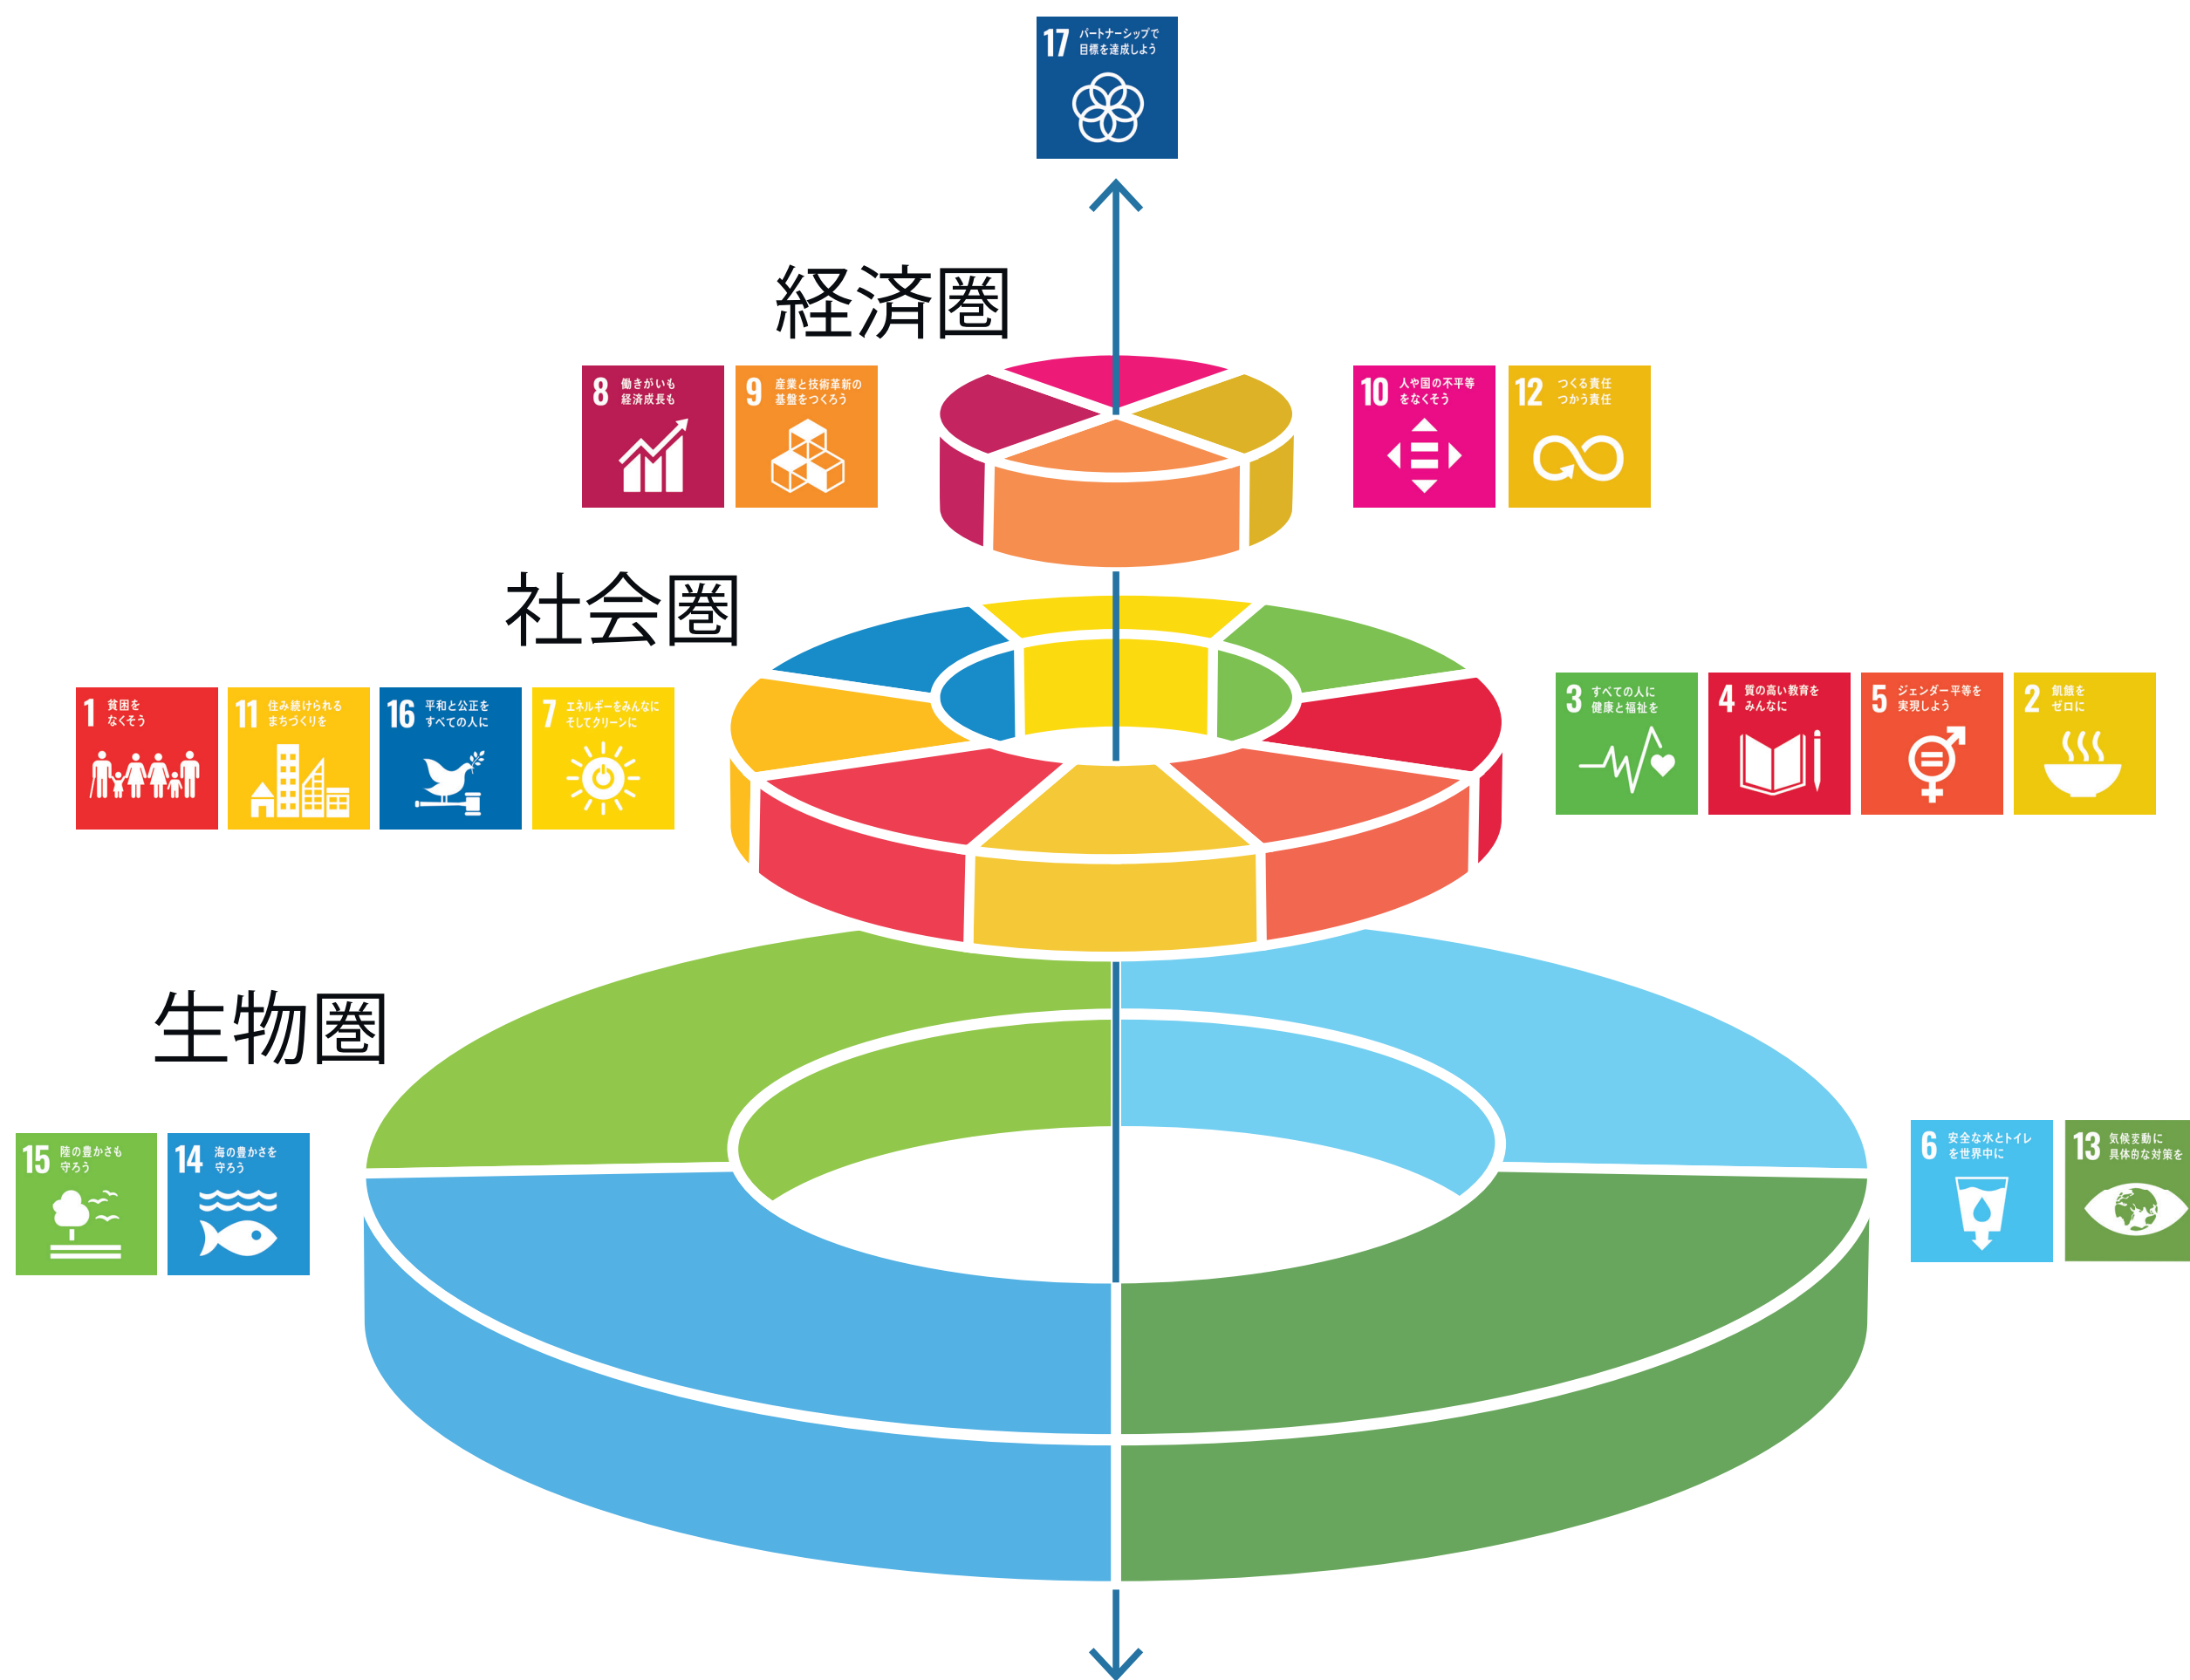 17 パートナーシップで
目標を達成しよう
経済圏
8 働きがいも
経済成長も
9 産業と技術革新の
基盤をつくろう
10 人や国の不平等
をなくそう
12 つくる責任
つかう責任
社会圏
1 貧困を
なくそう
11 住み続けられる
まちづくりを
16 平和と公正を
すべての人に
7 エネルギーをみんなに
そしてクリーンに
3 すべての人に
健康と福祉を
4 質の高い教育を
みんなに
5 ジェンダー平等を
実現しよう
2 飢餓を
ゼロに
生物圏
15 陸の豊かさも
守ろう
14 海の豊かさを
守ろう
6 安全な水とトイレ
を世界中に
13 気候変動に
具体的な対策を